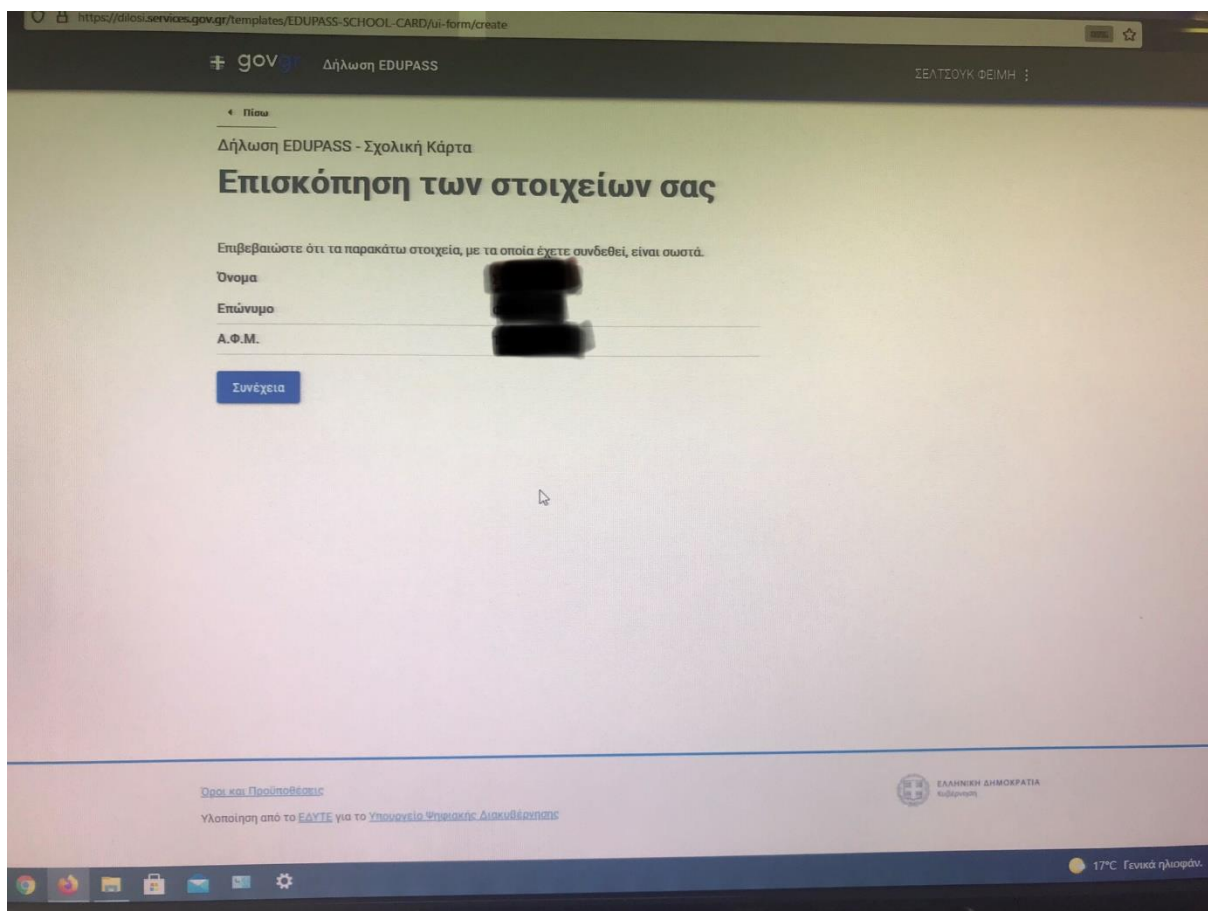 https://dilosi.services.gov.gr/templates/EDUPASS-SCHOOL-CARD/ui-form/create
govgr Δήλωση EDUPASS
ΣΕΛΤΣΟΥΚ ΦΕΙΜΗ
Πίσω
Δήλωση EDUPASS - Σχολική Κάρτα
Επισκόπηση των στοιχείων σας
Επιβεβαιώστε ότι τα παρακάτω στοιχεία, με τα οποία έχετε συνδεθεί, είναι σωστά.
Όνομα
Επώνυμο
Α.Φ.Μ.
Συνέχεια
Όροι και Προϋποθέσεις
ΕΛΛΗΝΙΚΗ ΔΗΜΟΚΡΑΤΙΑ
Κυβέρνηση
Υλοποίηση από το ΕΔΥΤΕ για το Υπουργείο Ψηφιακής Διακυβέρνησης
17°C Γενικά ηλιοφάν.